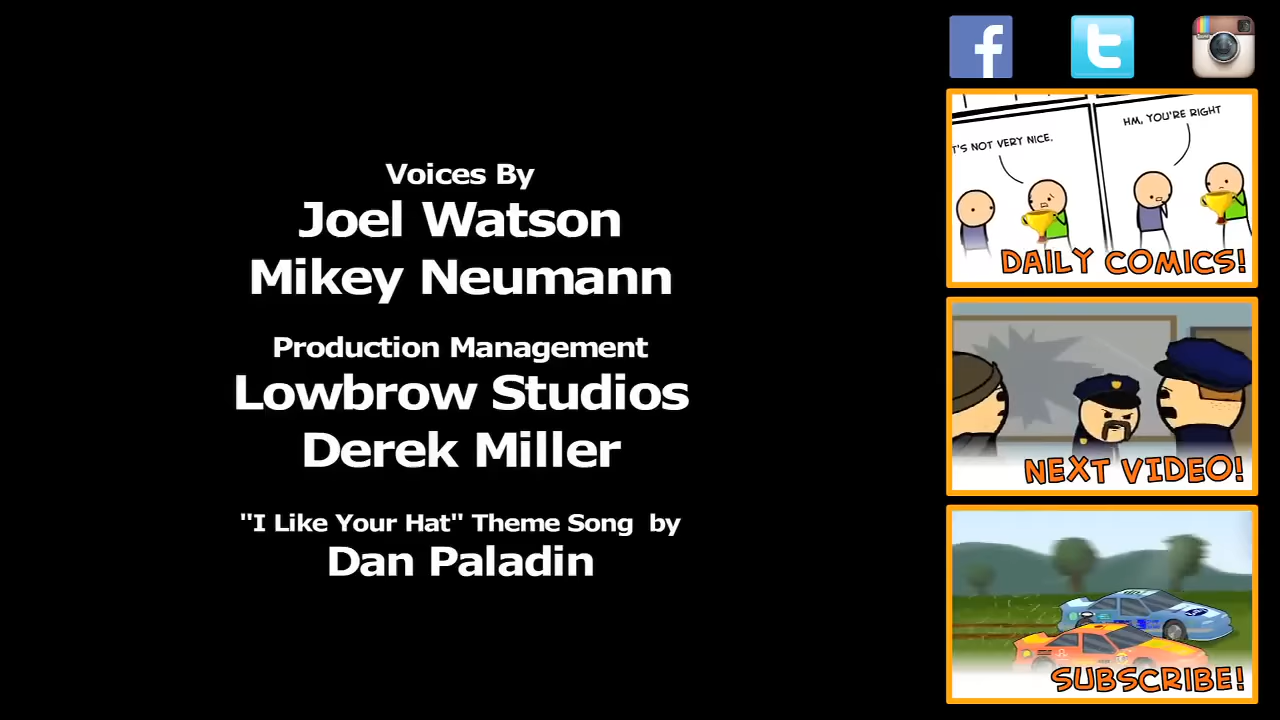 Voices By
Joel Watson
Mikey Neumann
Production Management
Lowbrow Studios
Derek Miller
"I Like Your Hat" Theme Song by
Dan Paladin
T'S NOT VERY NICE.
HM, YOU'RE RIGHT
DAILY COMICS!
NEXT VIDEO!
SUBSCRIBE!